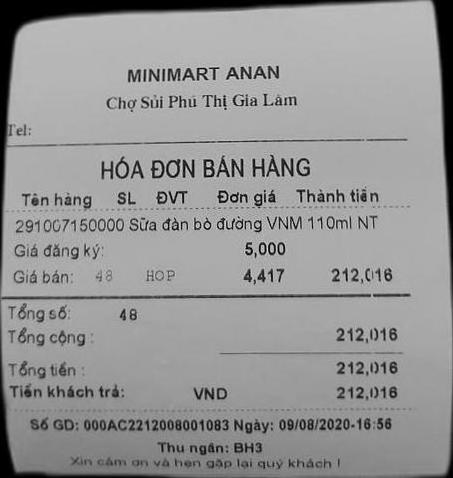 MINIMART ANAN
Chợ Sủi Phú Thị Gia Lâm
Tel:
HÓA ĐƠN BÁN HÀNG
Tên hàng SL ĐVT Đơn giá Thành tiền
291007150000 Sữa đàn bò đường VNM 110ml NT
Giá đăng ký: 5,000
Giá bán: 48 HOP 4,417 212,016
Tổng số: 48
Tổng cộng : 212,016
Tổng tiền : 212,016
Tiền khách trả: VND 212,016
Số GD: 000AC2212008001083 Ngày: 09/08/2020-16:56
Thu ngân: BH3
Xin cảm ơn và hẹn gặp lại quý khách !